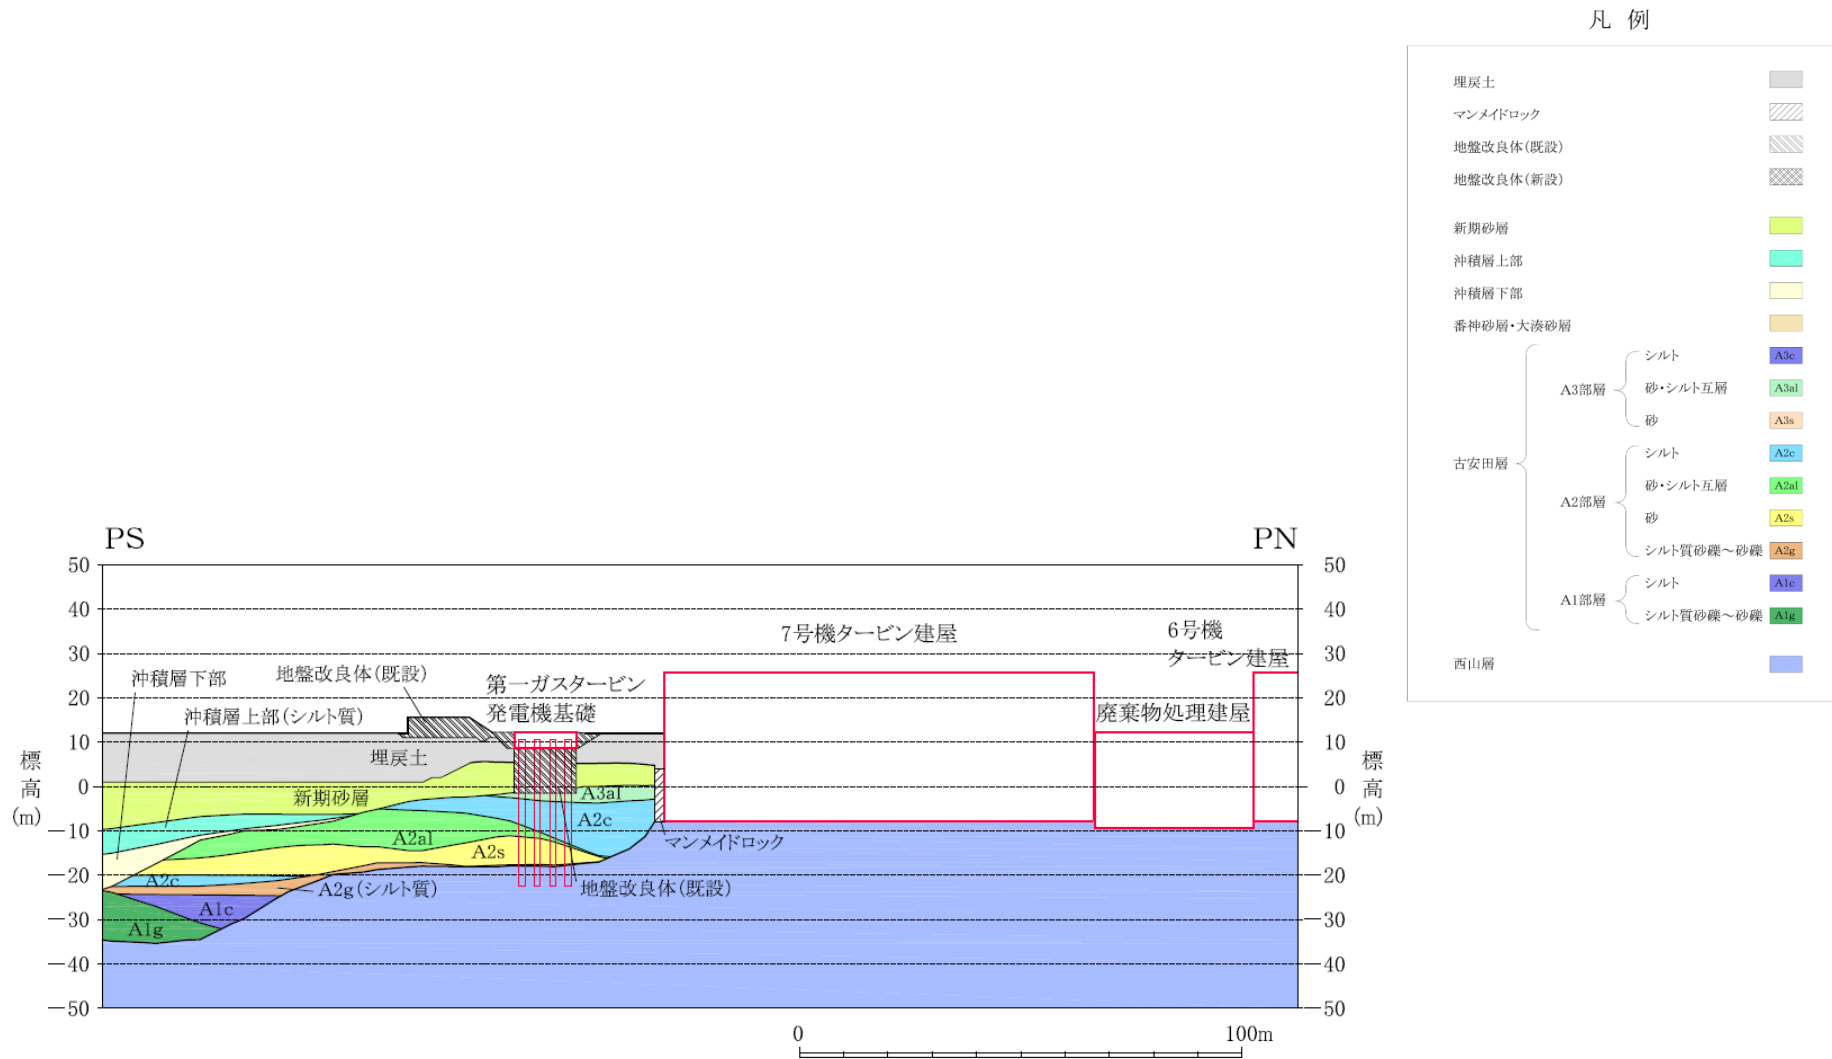 凡 例
埋戻土
マンメイドロック
地盤改良体(既設)
地盤改良体(新設)
新期砂層
沖積層上部
沖積層下部
番神砂層・大湊砂層
古安田層
A3部層
シルト A3c
砂・シルト互層 A3al
砂 A3s
A2部層
シルト A2c
砂・シルト互層 A2al
砂 A2s
シルト質砂礫~砂礫 A2g
A1部層
シルト A1c
シルト質砂礫~砂礫 A1g
西山層
PS
PN
50
40
30
20
10
0
-10
-20
-30
-40
-50
標
高
(m)
沖積層下部
沖積層上部(シルト質)
地盤改良体(既設)
第一ガスタービン
発電機基礎
7号機タービン建屋
6号機
タービン建屋
廃棄物処理建屋
埋戻土
新期砂層
A3al
A2c
A2al
A2s
マンメイドロック
地盤改良体(既設)
A2c
A2g(シルト質)
A1c
A1g
50
40
30
20
10
0
-10
-20
-30
-40
-50
標
高
(m)
0 100m